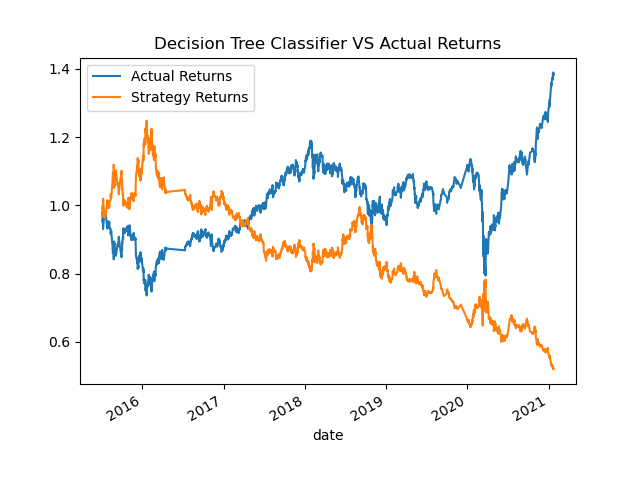 Decision Tree Classifier VS Actual Returns
Actual Returns
Strategy Returns
1.4
1.2
1.0
0.8
0.6
2016
2017
2018
2019
2020
2021
date